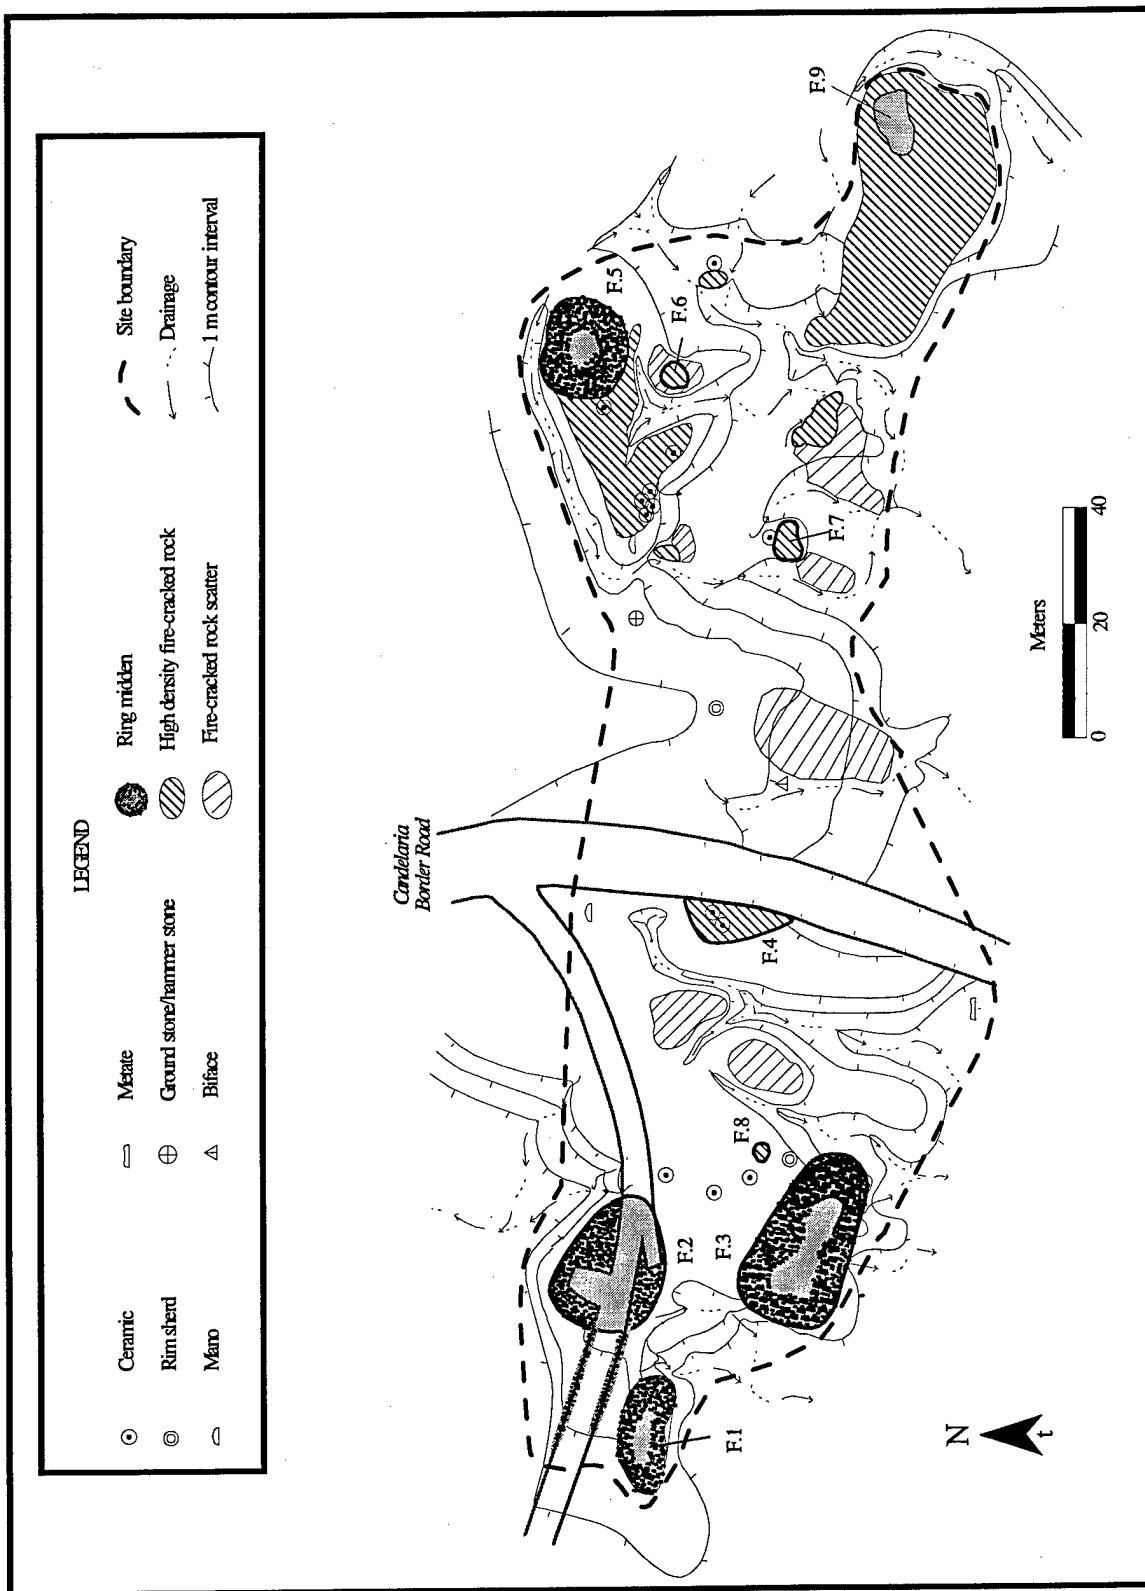 LEGEND
Ceramic
Rim sherd
Mano
Metate
Ground stone/hammer stone
Biface
Ring midden
High density fire-cracked rock
Fire-cracked rock scatter
Site boundary
Drainage
1 m contour interval
Candelaria
Border Road
F.1
F.2
F.3
F.8
F.4
F.5
F.6
F.7
F.9
N
t
Meters
0 20 40